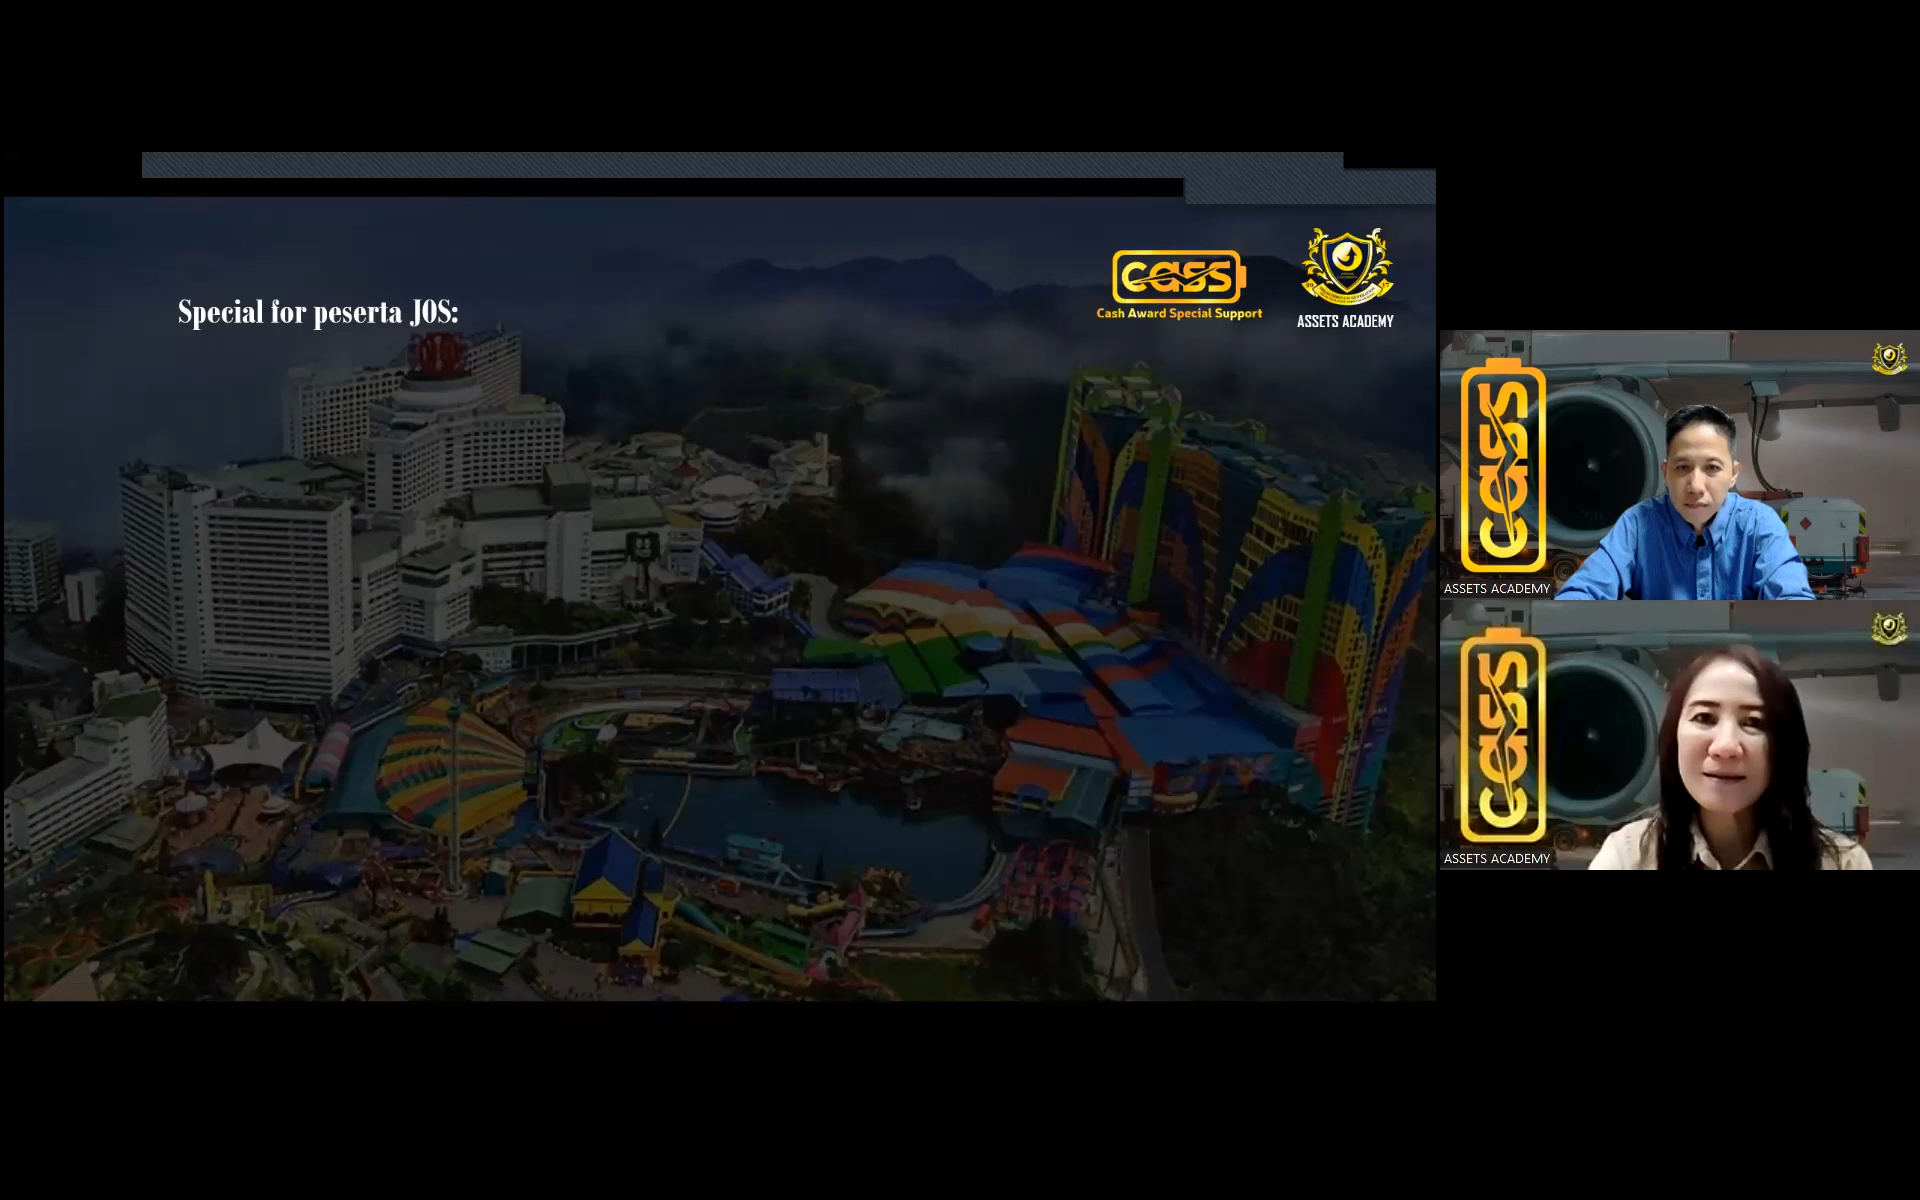 Special for peserta JOS:
cass
Cash Award Special Support
ASSETS ACADEMY
cass
ASSETS ACADEMY
cass
ASSETS ACADEMY